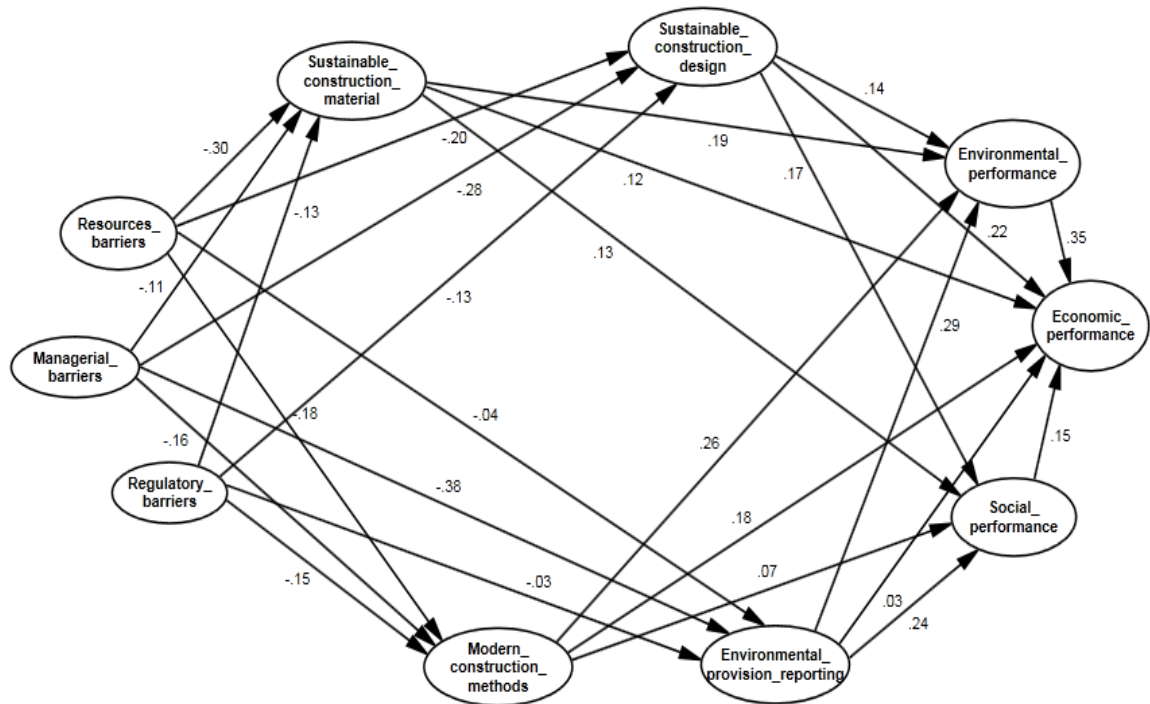 Sustainable_
construction_
design
Sustainable_
construction_
material
.14
-.30
-.20
.19
.17
Environmental_
performance
-.28
.12
-.13
Resources_
barriers
.22
.35
.13
-.11
-.13
Economic_
performance
.29
Managerial_
barriers
-.18
-.04
-.16
.26
.15
Regulatory_
barriers
-.38
Social_
performance
.18
-.15
-.03
.07
.03
.24
Modern_
construction_
methods
Environmental_
provision_reporting